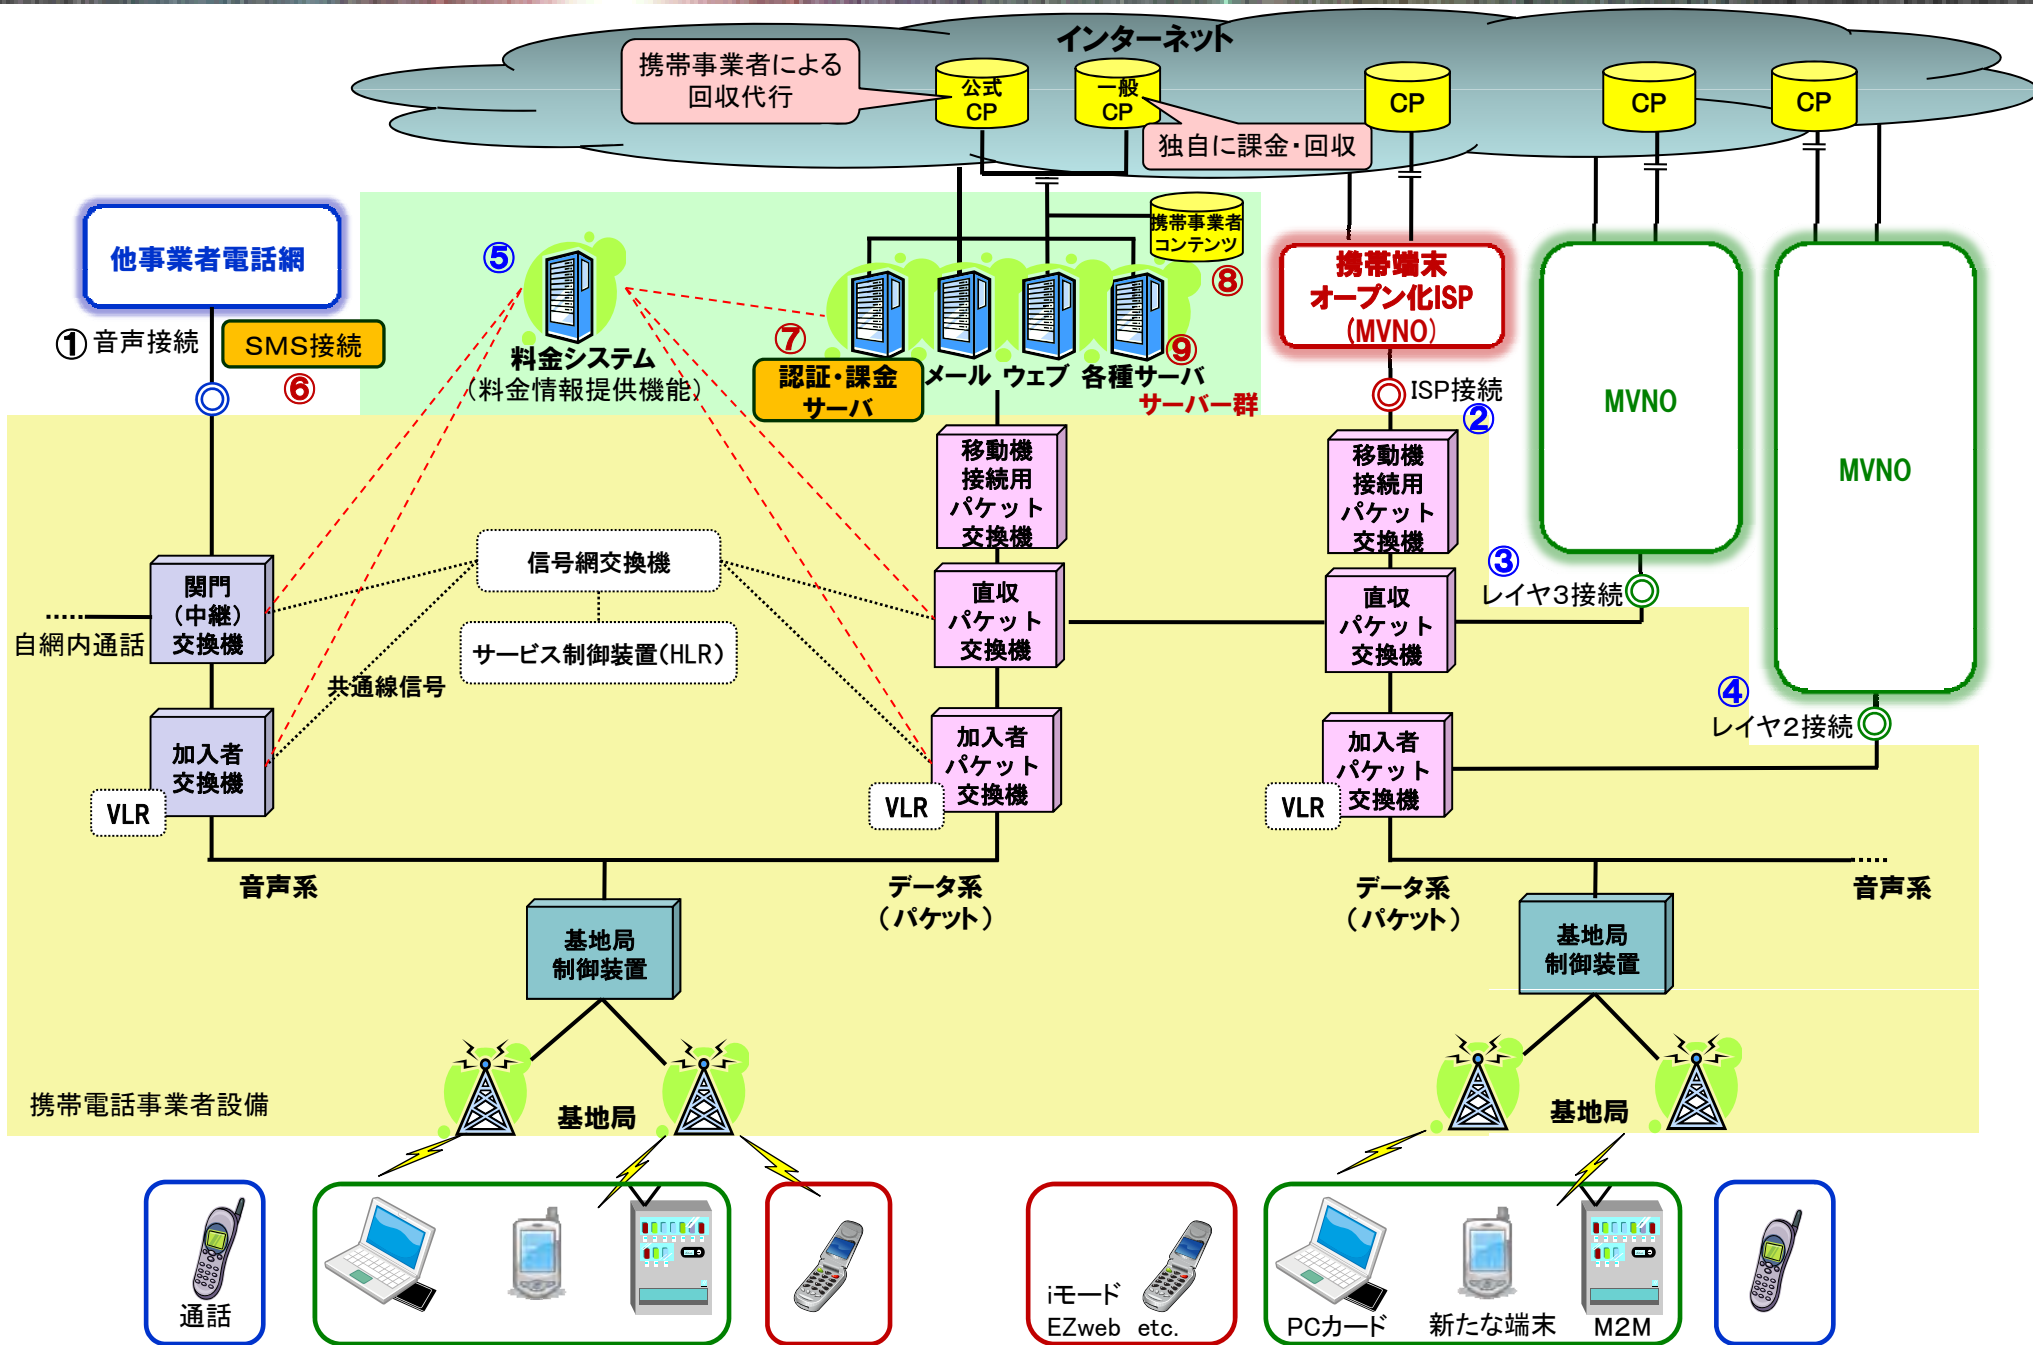 インターネット
携帯事業者による
回収代行
公式
CP
一般
CP
CP
CP
CP
独自に課金・回収
他事業者電話網
携帯事業者
コンテンツ
⑤
⑧
携帯端末
オープン化ISP
(MVNO)
①音声接続
SMS接続
⑥
料金システム
(料金情報提供機能)
⑦
認証・課金
サーバ
メール
ウェブ
各種サーバ
⑨
サーバー群
ISP接続
②
MVNO
MVNO
移動機
接続用
パケット
交換機
移動機
接続用
パケット
交換機
信号網交換機
サービス制御装置(HLR)
関門
(中継)
交換機
自網内通話
共通線信号
直収
パケット
交換機
直収
パケット
交換機
③
レイヤ3接続
④
レイヤ2接続
加入者
交換機
VLR
加入者
パケット
交換機
VLR
加入者
パケット
交換機
VLR
音声系
データ系
(パケット)
データ系
(パケット)
音声系
基地局
制御装置
基地局
制御装置
携帯電話事業者設備
基地局
基地局
通話
iモード
EZweb etc.
PCカード
新たな端末
M2M